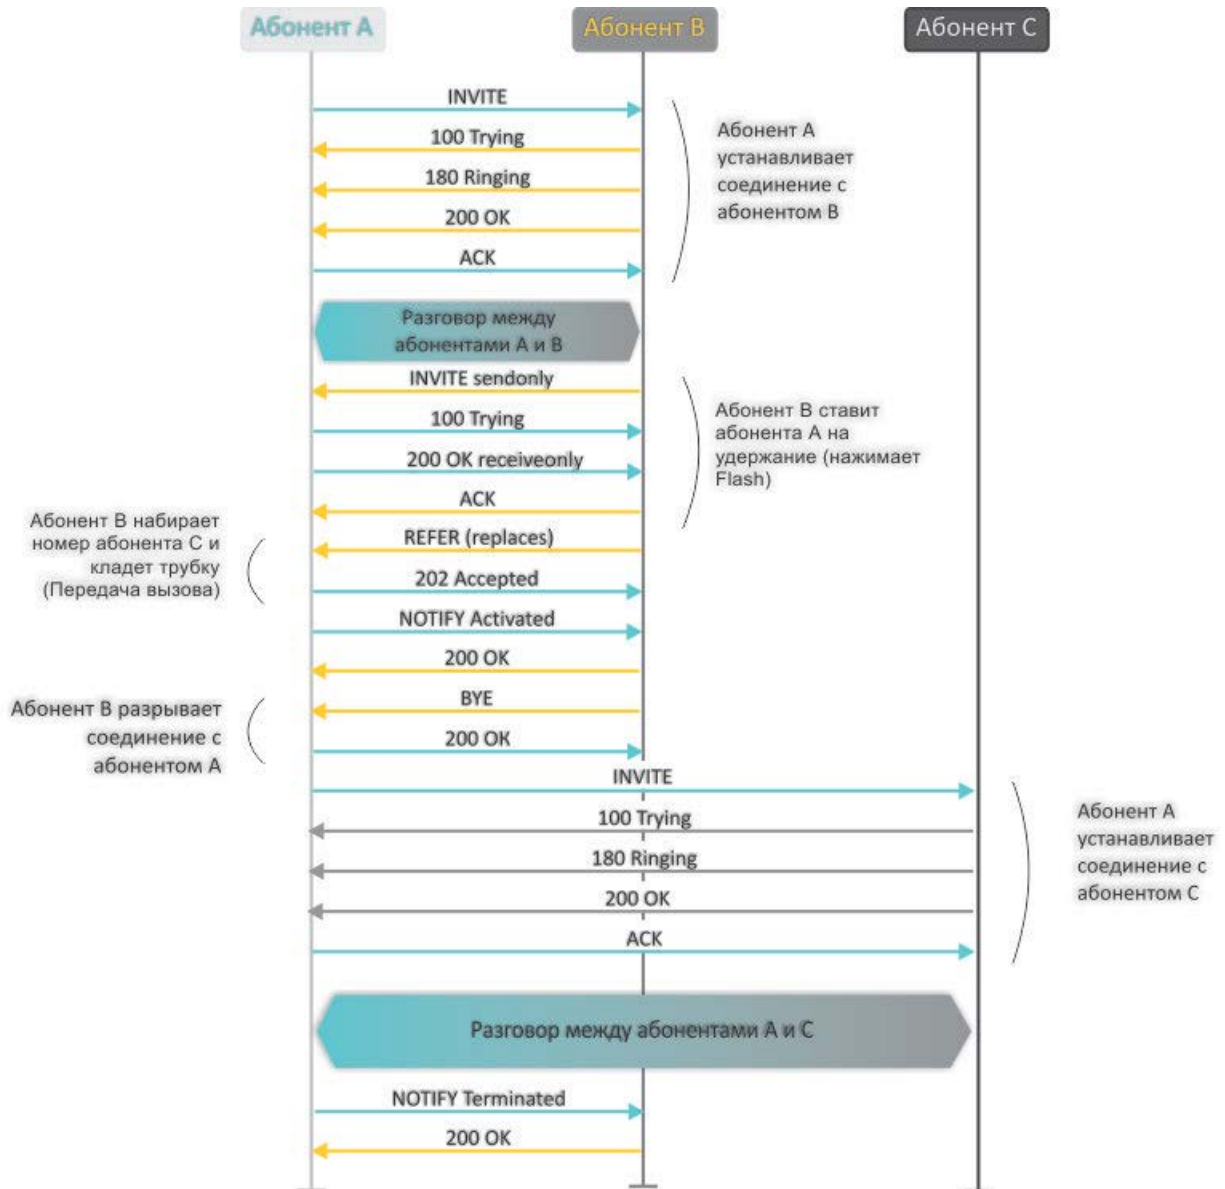 Абонент A
Абонент B
Абонент C
INVITE
100 Trying
180 Ringing
200 OK
ACK
Абонент A
устанавливает
соединение с
абонентом B
Разговор между
абонентами A и B
INVITE sendonly
100 Trying
200 OK receiveonly
ACK
Абонент B ставит
абонента A на
удержание (нажимает
Flash)
REFER (replaces)
202 Accepted
Абонент B набирает
номер абонента C и
кладет трубку
(Передача вызова)
NOTIFY Activated
200 OK
BYE
200 OK
Абонент B разрывает
соединение с
абонентом A
INVITE
100 Trying
180 Ringing
200 OK
ACK
Абонент A
устанавливает
соединение с
абонентом C
Разговор между абонентами A и C
NOTIFY Terminated
200 OK